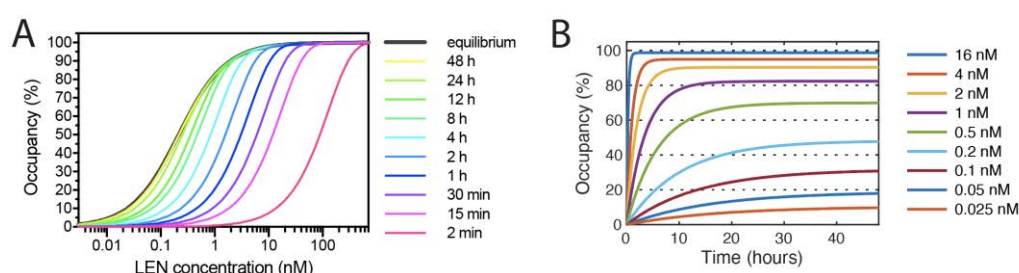 A
Occupancy (%)
100
90
80
70
60
50
40
30
20
10
0
0.01
0.1
1
10
100
LEN concentration (nM)
equilibrium
48 h
24 h
12 h
8 h
4 h
2 h
1 h
30 min
15 min
2 min
B
Occupancy (%)
100
80
60
40
20
0
0
10
20
30
40
Time (hours)
16 nM
4 nM
2 nM
1 nM
0.5 nM
0.2 nM
0.1 nM
0.05 nM
0.025 nM